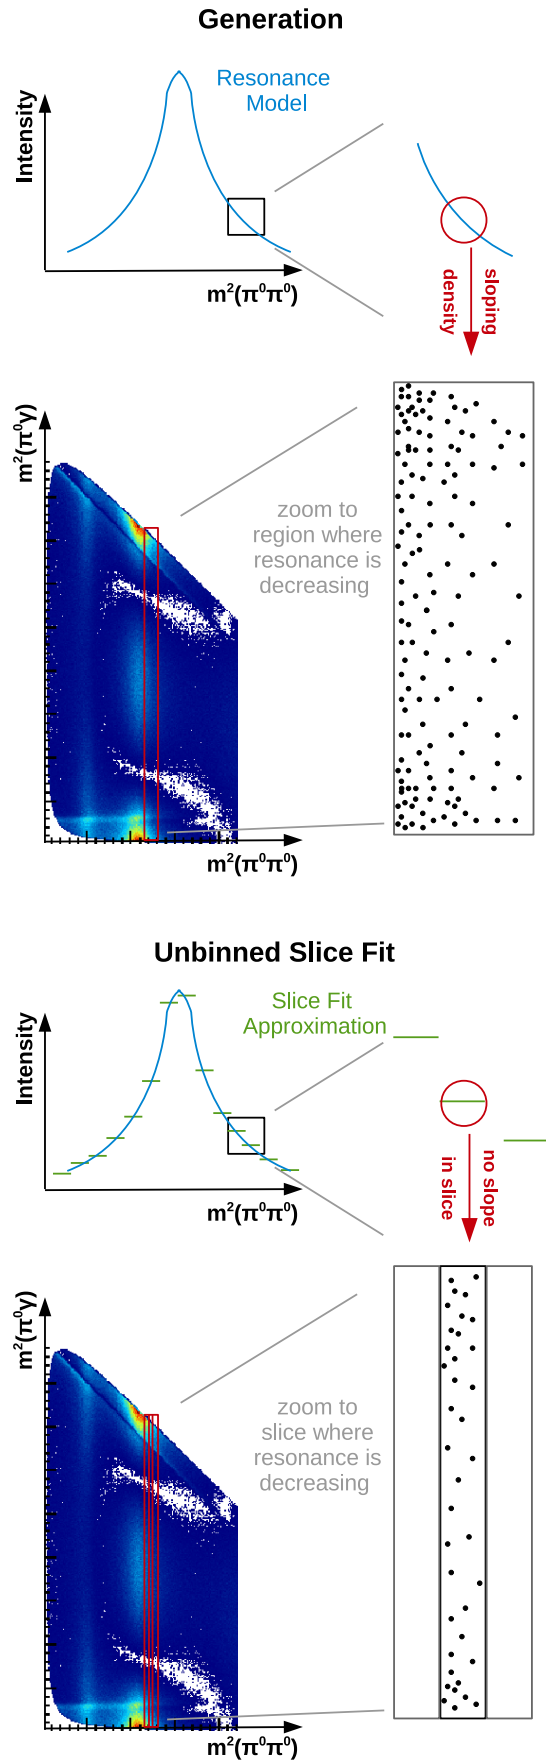 Generation
Resonance
Model
Intensity
m²(π⁰π⁰)
sloping
density
m²(π⁰γ)
zoom to
region where
resonance is
decreasing
m²(π⁰π⁰)
Unbinned Slice Fit
Slice Fit
Approximation
Intensity
m²(π⁰π⁰)
no slope
in slice
m²(π⁰γ)
zoom to
slice where
resonance is
decreasing
m²(π⁰π⁰)